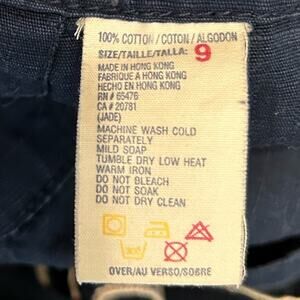 100% COTTON/COTON/ALGODON
SIZE/TAILLE/TALLA: 9
MADE IN HONG KONG
FABRIQUE A HONG KONG
HECHO EN HONG KONG
RN# 65476
CA# 20781
(JADE)
MACHINE WASH COLD
SEPARATELY
MILD SOAP
TUMBLE DRY LOW HEAT
WARM IRON
DO NOT BLEACH
DO NOT SOAK
DO NOT DRY CLEAN
OVER/AU VERSO/SOBRE